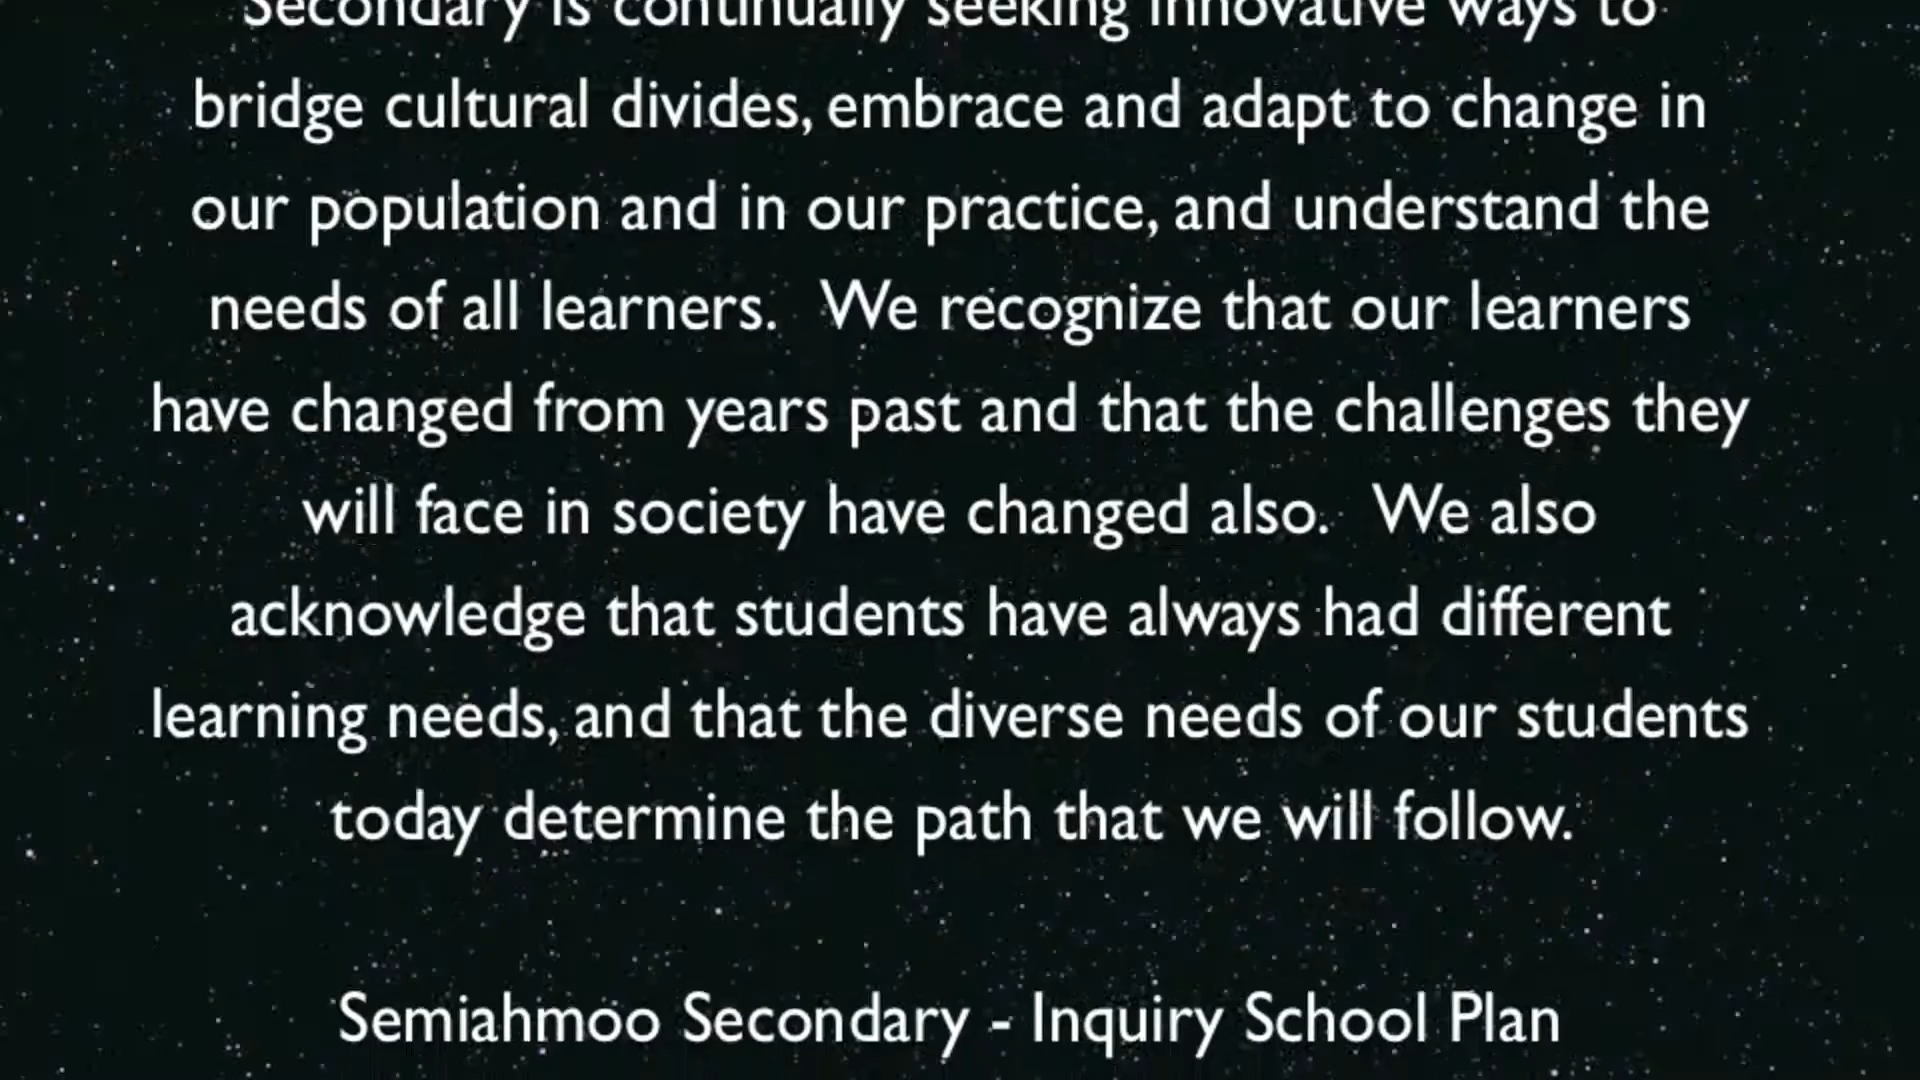 Secondary is continually seeking innovative ways to
bridge cultural divides, embrace and adapt to change in
our population and in our practice, and understand the
needs of all learners.  We recognize that our learners
have changed from years past and that the challenges they
will face in society have changed also.  We also
acknowledge that students have always had different
learning needs, and that the diverse needs of our students
today determine the path that we will follow.
Semiahmoo Secondary - Inquiry School Plan